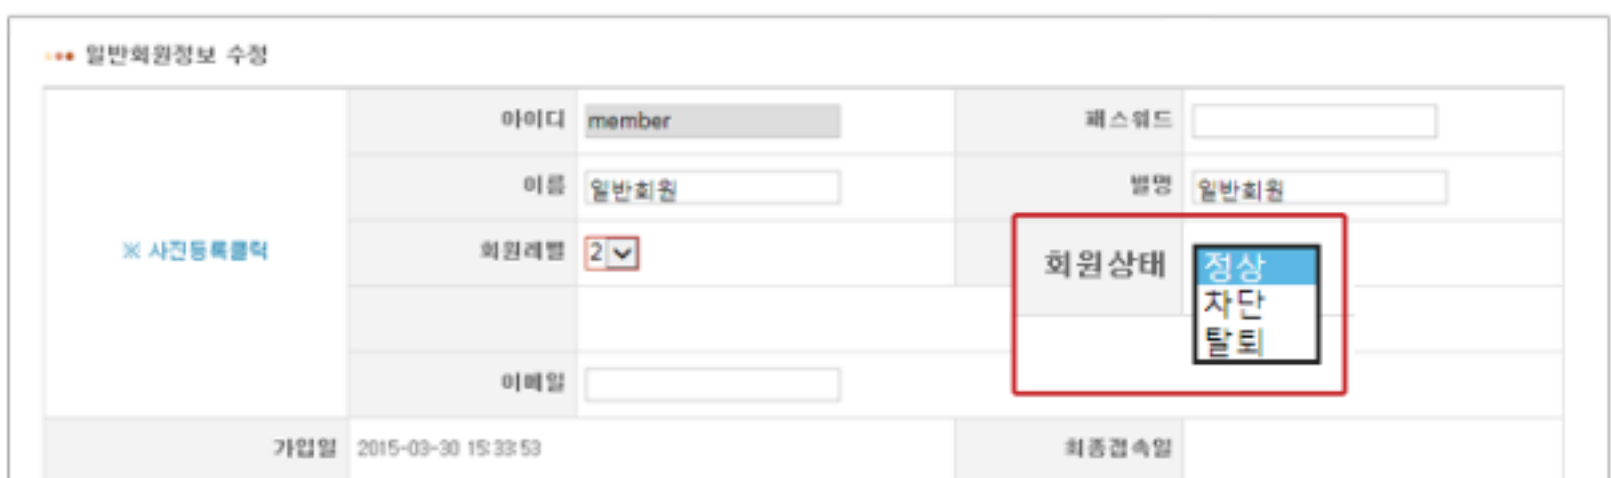 일반회원정보 수정
아이디 member 패스워드
이름 일반회원 별명 일반회원
※ 사진등록클릭 회원레벨 2 회원상태 정상
차단
탈퇴
이메일
가입일 2015-03-30 15:33:53 최종접속일